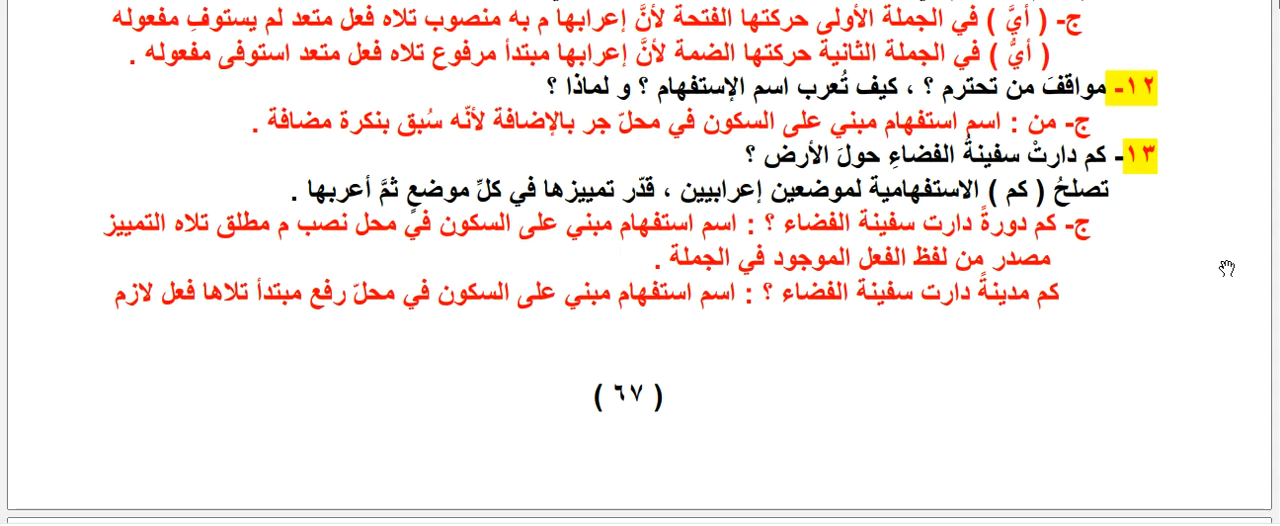 ج- ( أيَّ ) في الجملة الأولى حركتها الفتحة لأنَّ إعرابها م به منصوب تلاه فعل متعد لم يستوفِ مفعوله
( أيُّ ) في الجملة الثانية حركتها الضمة لأنَّ إعرابها مبتدأ مرفوع تلاه فعل متعد استوفى مفعوله .
١٢- مواقفَ من تحترم ؟ ، كيف تُعرب اسم الإستفهام ؟ و لماذا ؟
ج- من : اسم استفهام مبني على السكون في محلّ جر بالإضافة لأنّه سُبق بنكرة مضافة .
١٣- كم دارتْ سفينةُ الفضاءِ حولَ الأرض ؟
تصلحُ ( كم ) الاستفهامية لموضعين إعرابيين ، قدّر تمييزها في كلِّ موضعٍ ثمَّ أعربها .
ج- كم دورةً دارت سفينة الفضاء ؟ : اسم استفهام مبني على السكون في محل نصب م مطلق تلاه التمييز
مصدر من لفظ الفعل الموجود في الجملة .
كم مدينةً دارت سفينة الفضاء ؟ : اسم استفهام مبني على السكون في محلّ رفع مبتدأ تلاها فعل لازم
( ٦٧ )